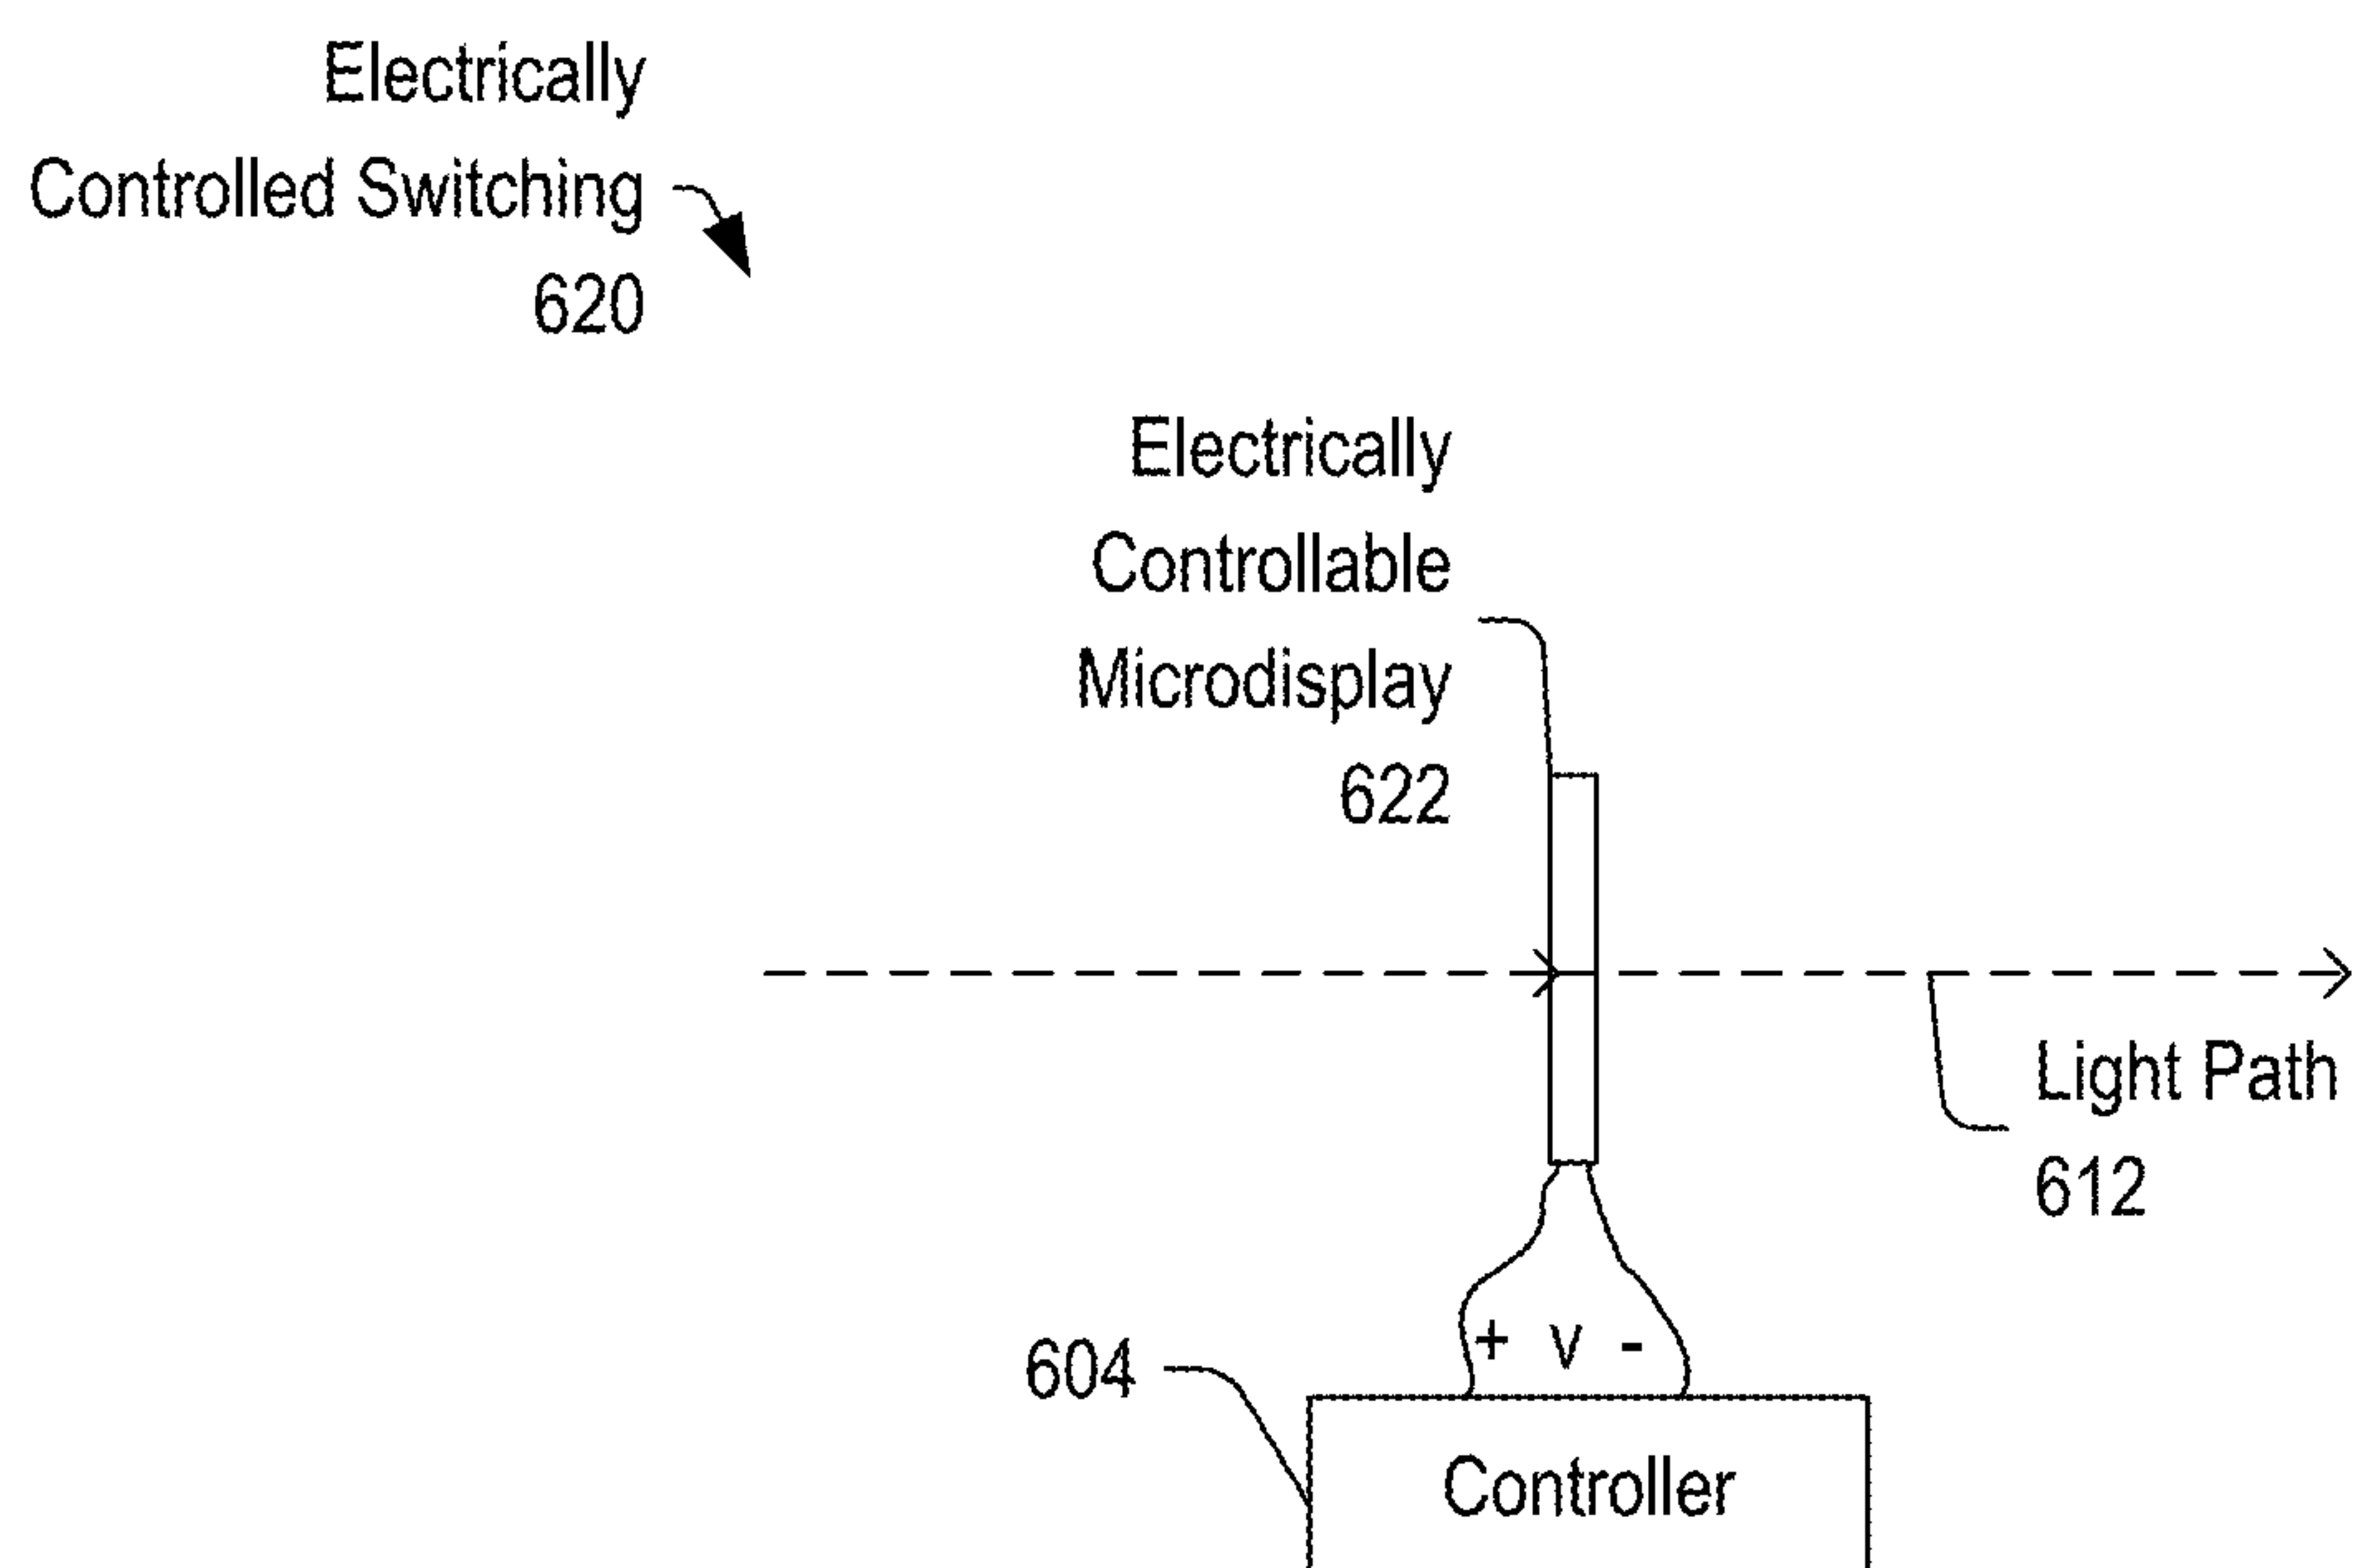 Electrically
Controlled Switching
620
Electrically
Controllable
Microdisplay
622
Light Path
612
+ v -
604
Controller